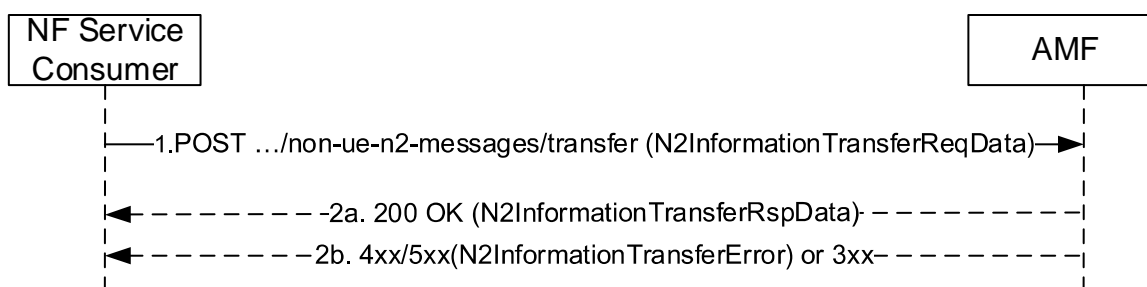 NF Service
Consumer
AMF
1.POST …/non-ue-n2-messages/transfer (N2InformationTransferReqData)
2a. 200 OK (N2InformationTransferRspData)
2b. 4xx/5xx(N2InformationTransferError) or 3xx